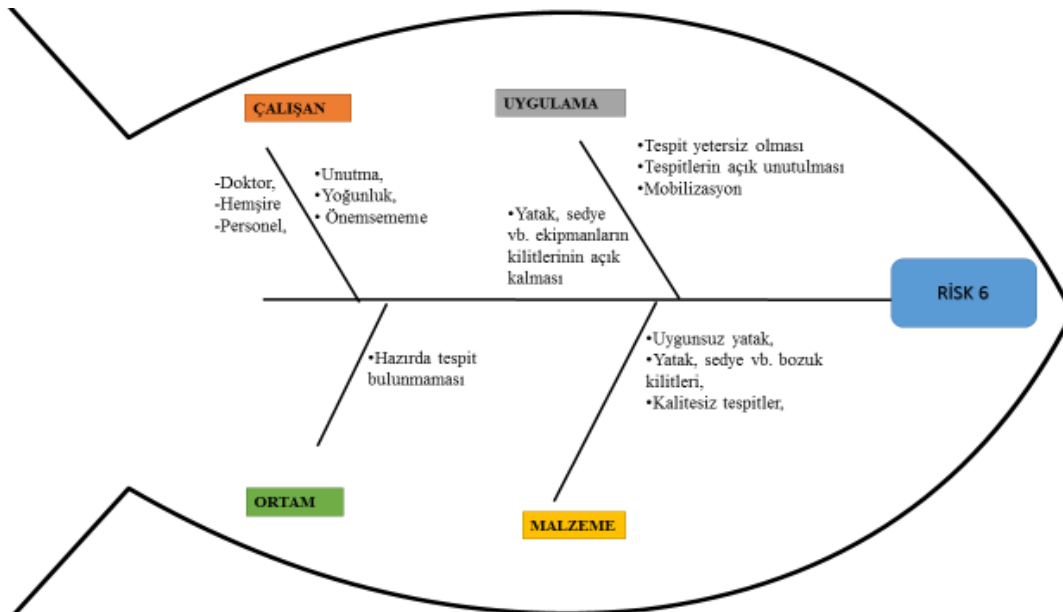 ÇALIŞAN
-Doktor,
-Hemşire
-Personel,
•Unutma,
•Yoğunluk,
• Önemsememe
UYGULAMA
•Yatak, sedye
vb. ekipmanların
kilitlerinin açık
kalması
•Tespit yetersiz olması
•Tespitlerin açık unutulması
•Mobilizasyon
RİSK 6
•Hazırda tespit
bulunmaması
ORTAM
•Uygunsuz yatak,
•Yatak, sedye vb. bozuk
kilitleri,
•Kalitesiz tespitler,
MALZEME